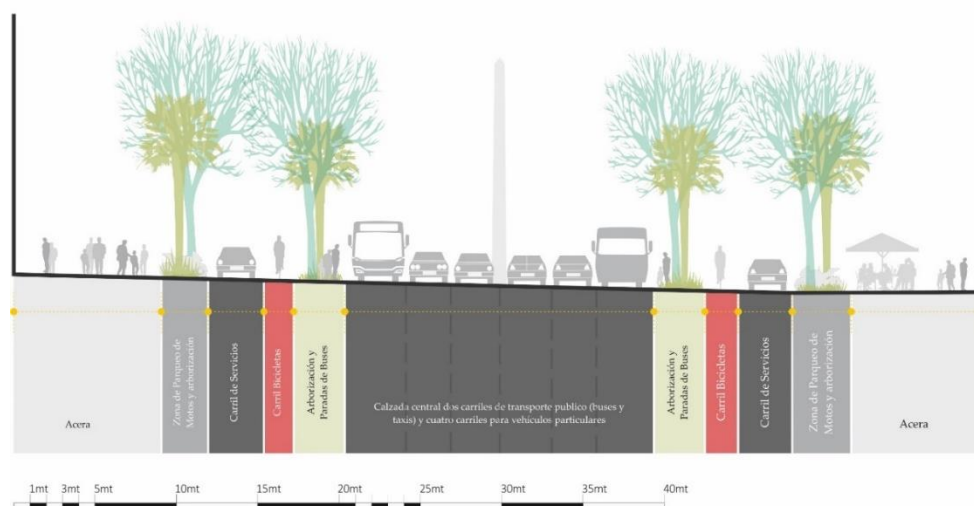 Acera
Zona de Parqueo de
Motos y arborización
Carril de Servicios
Carril Bicicletas
Arborización y
Paradas de Buses
Calzada central dos carriles de transporte publico (buses y
taxis) y cuatro carriles para vehículos particulares
Arborización y
Paradas de Buses
Carril Bicicletas
Carril de Servicios
Zona de Parqueo de
Motos y arborización
Acera
1mt 3mt 5mt 10mt 15mt 20mt 25mt 30mt 35mt 40mt